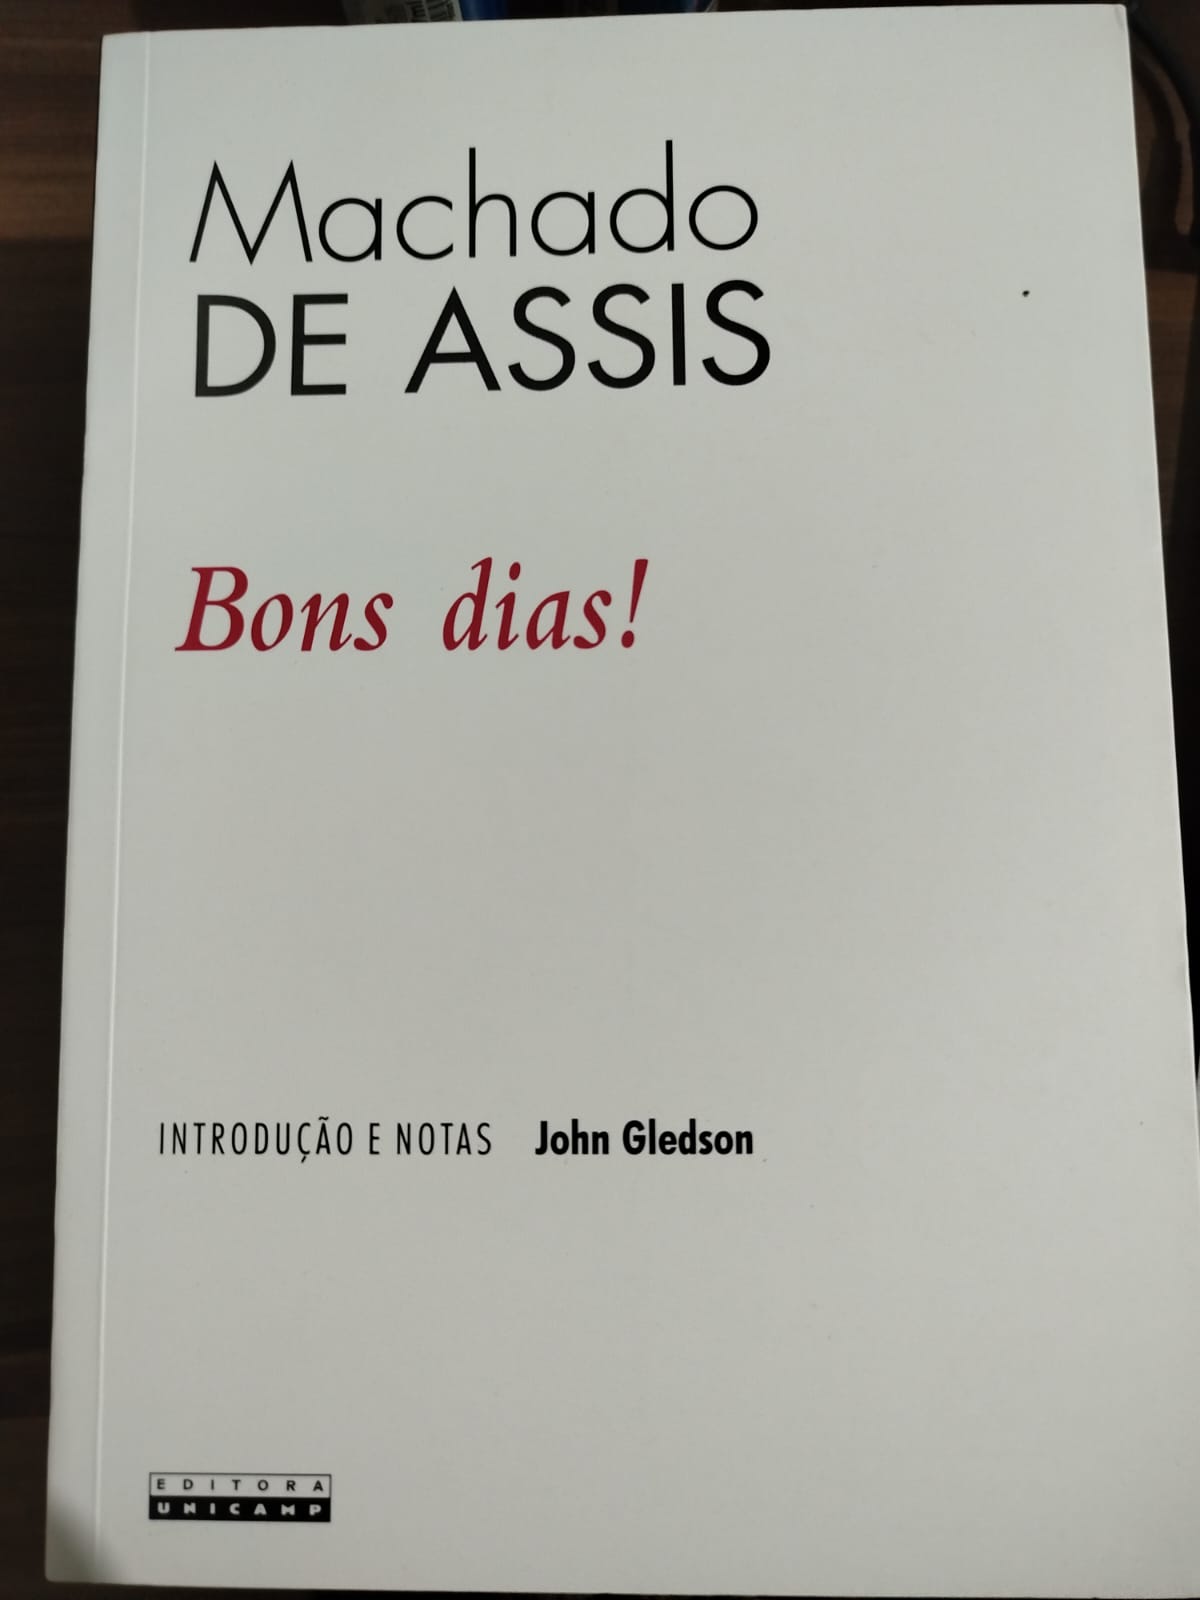 Machado
DE ASSIS
Bons dias!
INTRODUÇÃO E NOTAS John Gledson
EDITORA
UNICAMP